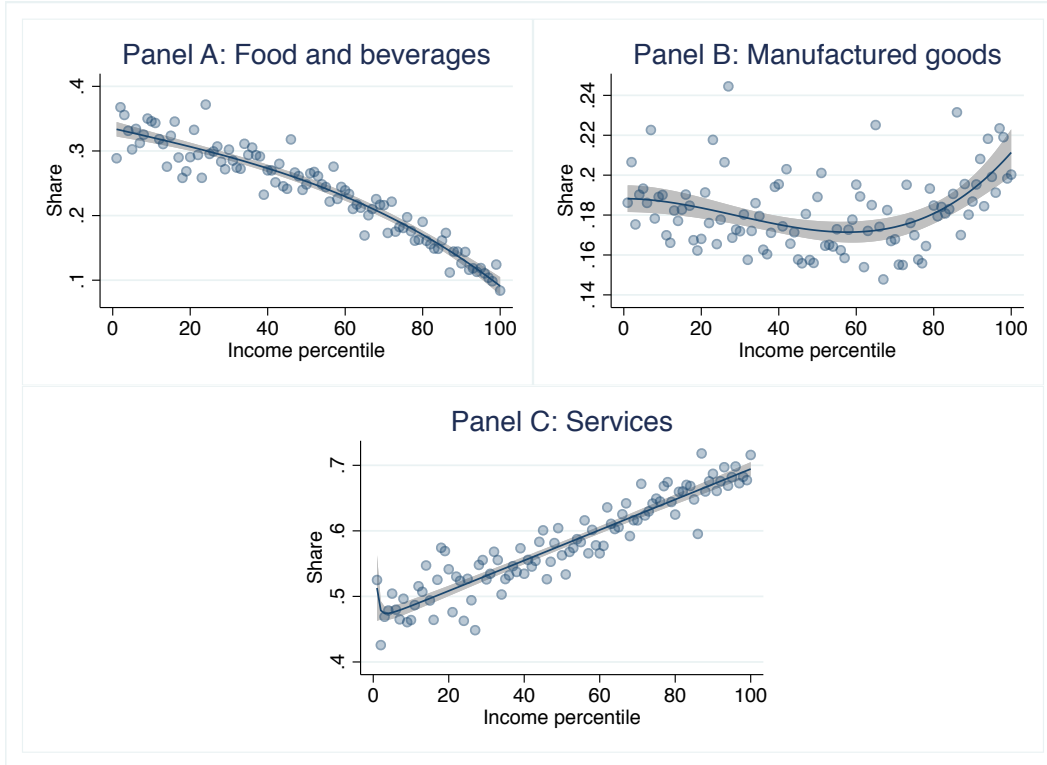 Panel A: Food and beverages
.4
.3
.2
.1
Share
0 20 40 60 80 100
Income percentile
Panel B: Manufactured goods
.24
.22
.2
.18
.16
.14
Share
0 20 40 60 80 100
Income percentile
Panel C: Services
.7
.6
.5
.4
Share
0 20 40 60 80 100
Income percentile